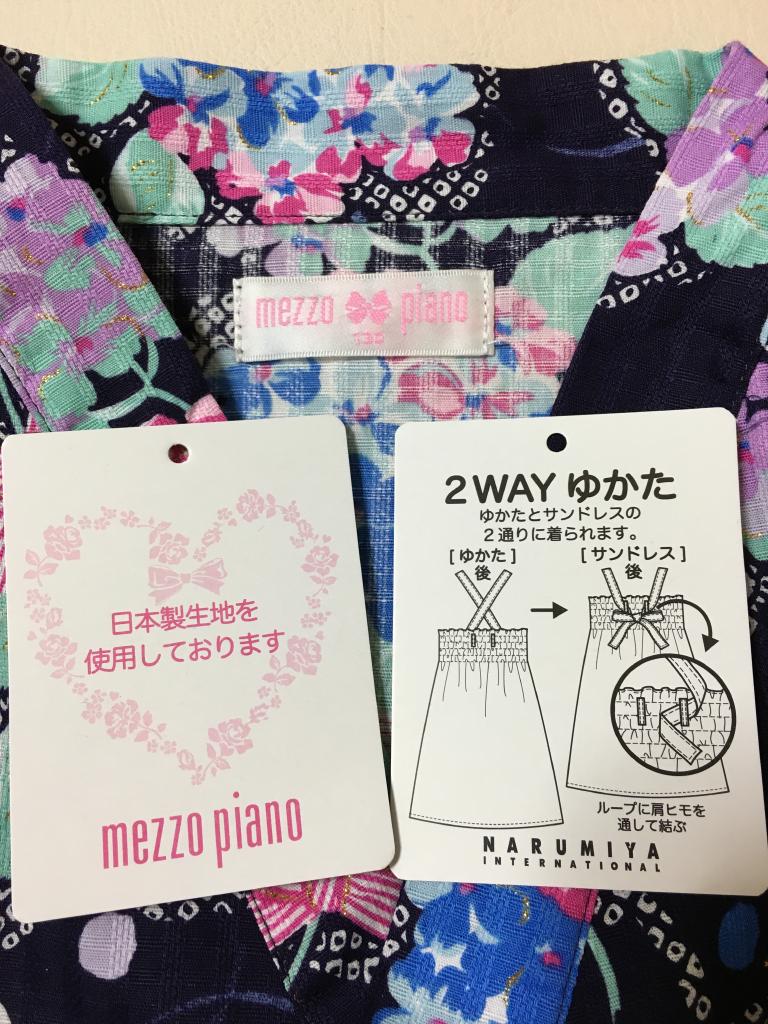 mezzo piano
130
日本製生地を
使用しております
mezzo piano
2WAY ゆかた
ゆかたとサンドレスの
2通りに着られます。
[ゆかた]
後
[サンドレス]
後
ループに肩ヒモを
通して結ぶ
NARUMIYA
INTERNATIONAL